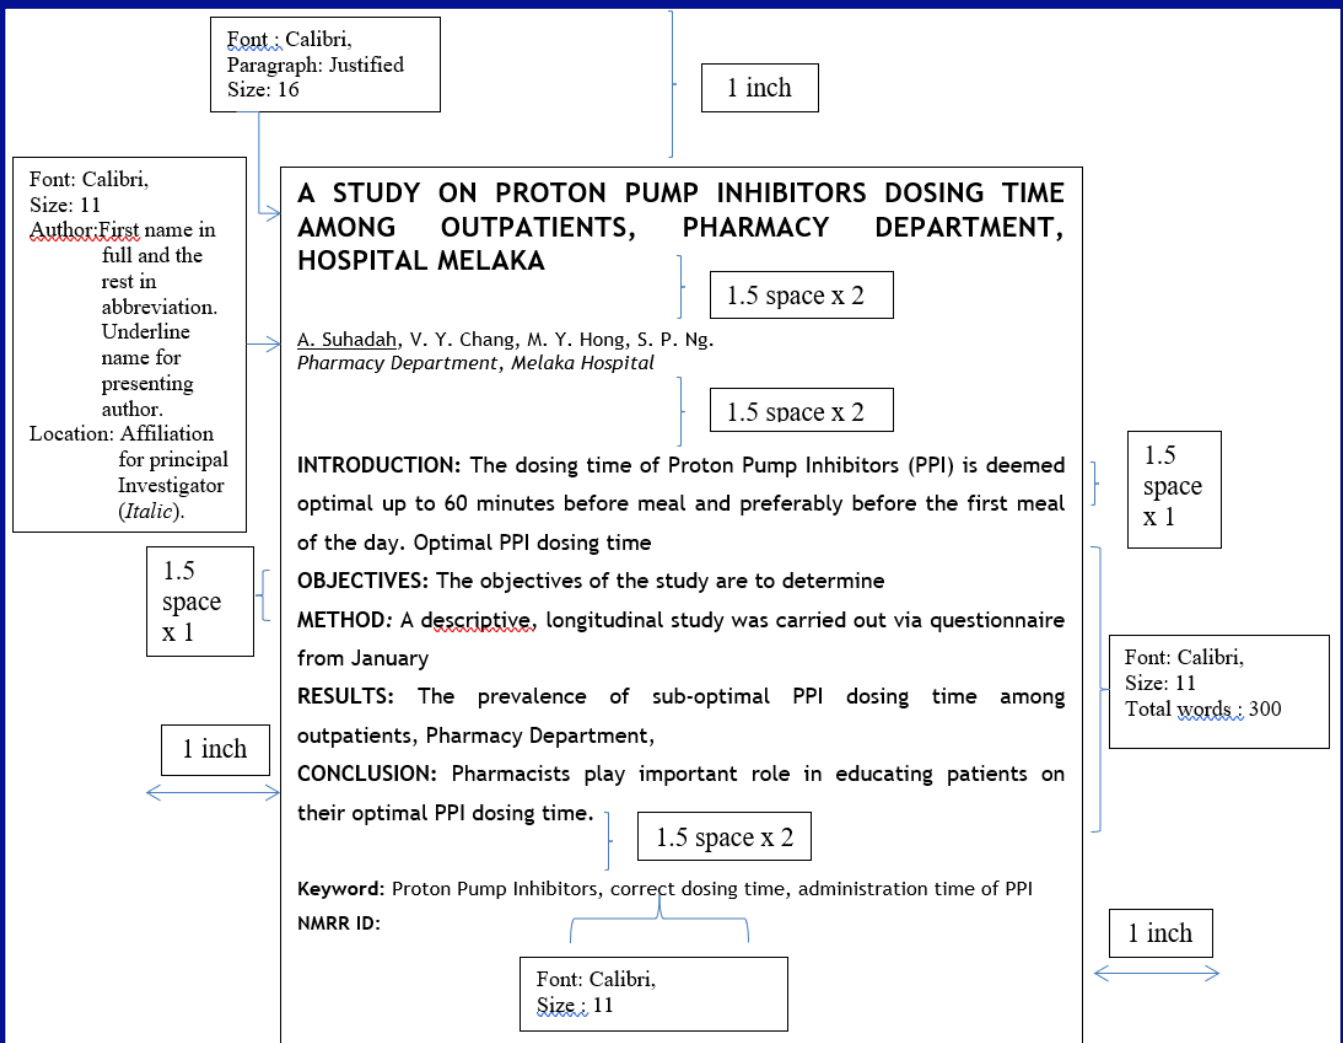 Font : Calibri,
Paragraph: Justified
Size: 16
1 inch
Font: Calibri,
Size: 11
Author:First name in
full and the
rest in
abbreviation.
Underline
name for
presenting
author.
Location: Affiliation
for principal
Investigator
(Italic).
A STUDY ON PROTON PUMP INHIBITORS DOSING TIME
AMONG OUTPATIENTS, PHARMACY DEPARTMENT,
HOSPITAL MELAKA
1.5 space x 2
A. Suhadah, V. Y. Chang, M. Y. Hong, S. P. Ng.
Pharmacy Department, Melaka Hospital
1.5 space x 2
INTRODUCTION: The dosing time of Proton Pump Inhibitors (PPI) is deemed
optimal up to 60 minutes before meal and preferably before the first meal
of the day. Optimal PPI dosing time
1.5
space
x 1
OBJECTIVES: The objectives of the study are to determine
1.5
space
x 1
METHOD: A descriptive, longitudinal study was carried out via questionnaire
from January
RESULTS: The prevalence of sub-optimal PPI dosing time among
outpatients, Pharmacy Department,
Font: Calibri,
Size: 11
Total words : 300
1 inch
CONCLUSION: Pharmacists play important role in educating patients on
their optimal PPI dosing time.
1.5 space x 2
Keyword: Proton Pump Inhibitors, correct dosing time, administration time of PPI
NMRR ID:
1 inch
Font: Calibri,
Size : 11